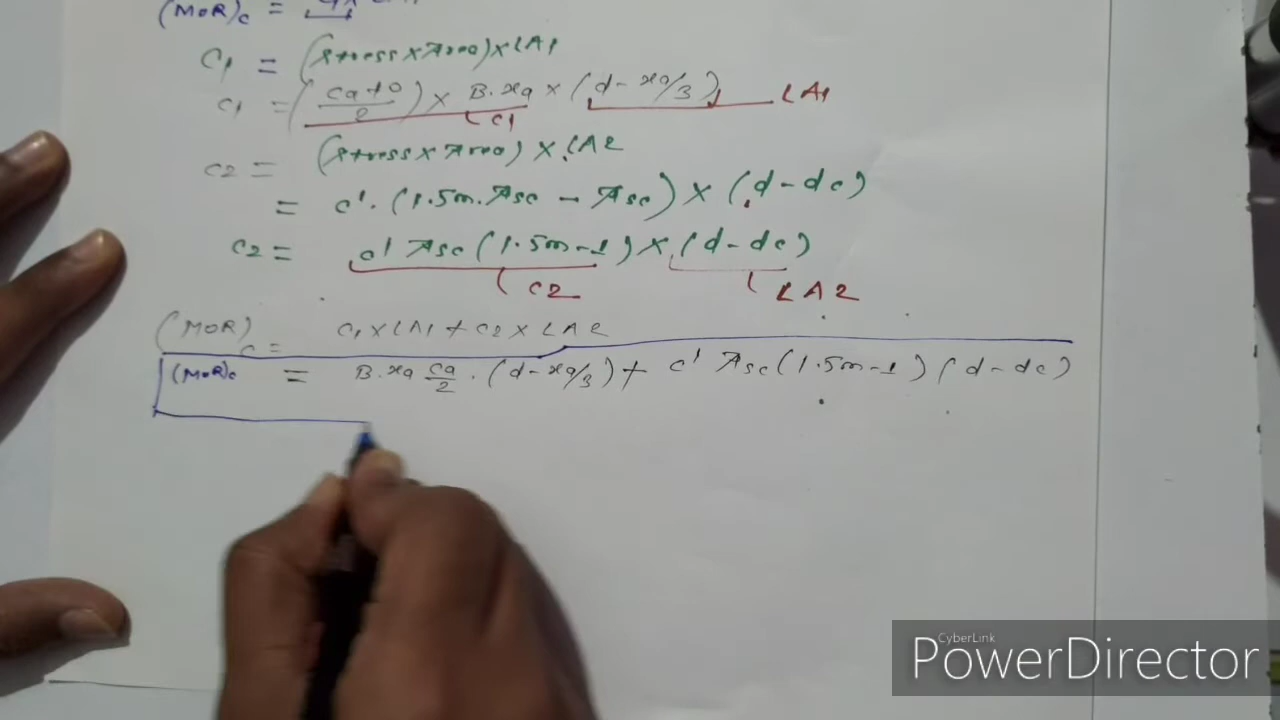 (MOR)c =
C1 = (stress x Area) x LA1
C1 = (Ca+0/2) x B.xa x (d - xa/3) LA1
C1
C2 = (stress x Area) x LA2
= c'. (1.5m. Asc - Asc) x (d - dc)
C2 = c' Asc (1.5m-1) x (d - dc)
C2 LA2
(MOR)c = C1 x LA1 + C2 x LA2
(MOR)c = B.xa Ca/2 . (d - xa/3) + c' Asc (1.5m-1) (d - dc)
CyberLink
PowerDirector